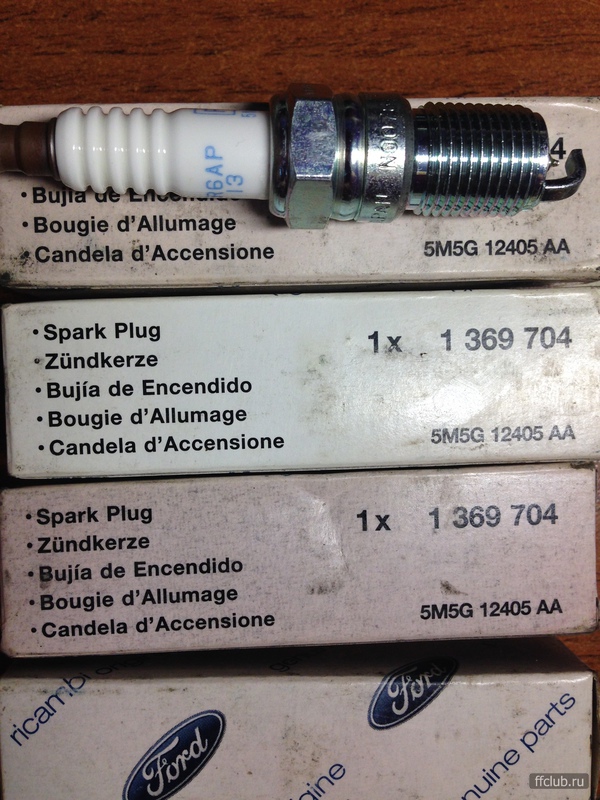 R6AP
13
4
• Bujía de Encendido
• Bougie d'Allumage
• Candela d'Accensione
5M5G 12405 AA
• Spark Plug
• Zündkerze
• Bujía de Encendido
• Bougie d'Allumage
• Candela d'Accensione
1x 1 369 704
5M5G 12405 AA
• Spark Plug
• Zündkerze
• Bujía de Encendido
• Bougie d'Allumage
• Candela d'Accensione
1x 1 369 704
5M5G 12405 AA
ricambi
Ford
Ford
genuine parts
ffclub.ru